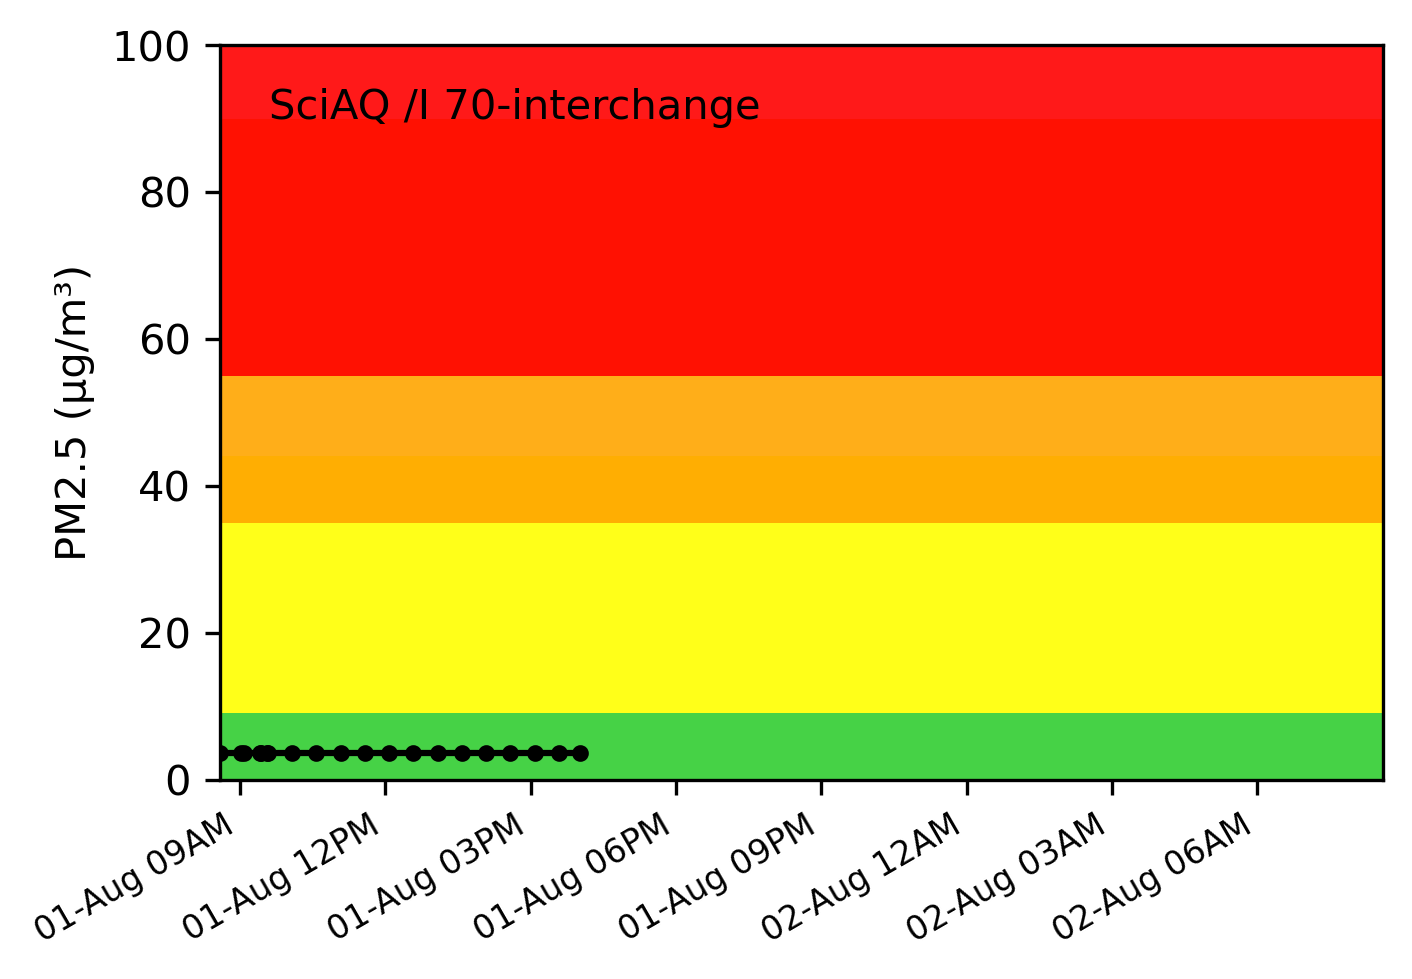 SciAQ /I 70-interchange
PM2.5 (µg/m³)
100
80
60
40
20
0
01-Aug 09AM
01-Aug 12PM
01-Aug 03PM
01-Aug 06PM
01-Aug 09PM
02-Aug 12AM
02-Aug 03AM
02-Aug 06AM